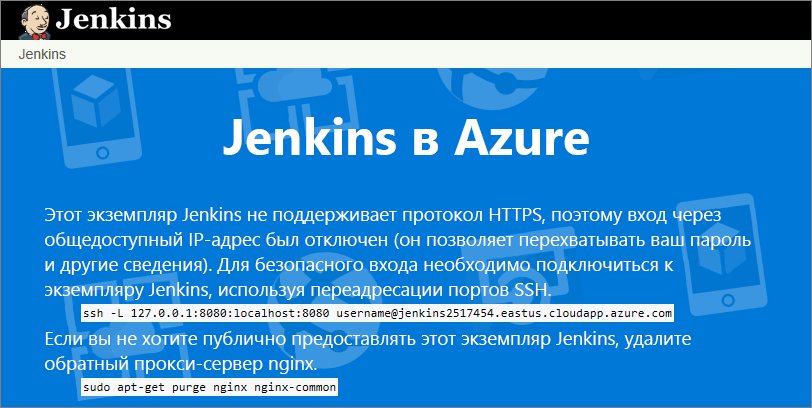 Jenkins
Jenkins
Jenkins в Azure
Этот экземпляр Jenkins не поддерживает протокол HTTPS, поэтому вход через
общедоступный IP-адрес был отключен (он позволяет перехватывать ваш пароль
и другие сведения). Для безопасного входа необходимо подключиться к
экземпляру Jenkins, используя переадресации портов SSH.
ssh -L 127.0.0.1:8080:localhost:8080 username@jenkins2517454.eastus.cloudapp.azure.com
Если вы не хотите публично предоставлять этот экземпляр Jenkins, удалите
обратный прокси-сервер nginx.
sudo apt-get purge nginx nginx-common